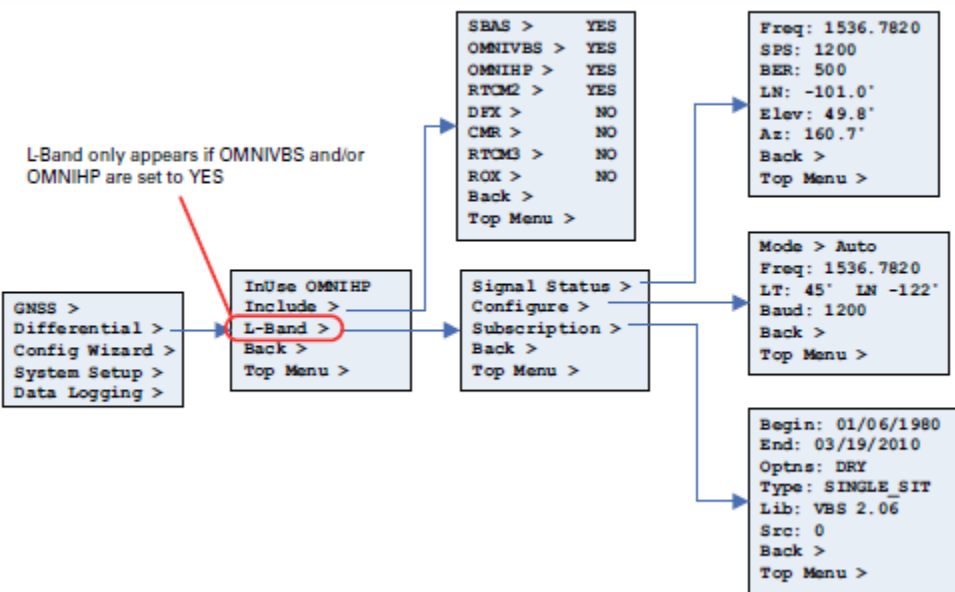 L-Band only appears if OMNIVBS and/or
OMNIHP are set to YES
GNSS >
Differential >
Config Wizard >
System Setup >
Data Logging >
InUse OMNIHP
Include >
L-Band >
Back >
Top Menu >
SBAS > YES
OMNIVBS > YES
OMNIHP > YES
RTCM2 > YES
DFX > NO
CMR > NO
RTCM3 > NO
ROX > NO
Back >
Top Menu >
Signal Status >
Configure >
Subscription >
Back >
Top Menu >
Freq: 1536.7820
SPS: 1200
BER: 500
LN: -101.0°
Elev: 49.8°
Az: 160.7°
Back >
Top Menu >
Mode > Auto
Freq: 1536.7820
LT: 45° LN -122°
Baud: 1200
Back >
Top Menu >
Begin: 01/06/1980
End: 03/19/2010
Optns: DRY
Type: SINGLE_SIT
Lib: VBS 2.06
Src: 0
Back >
Top Menu >